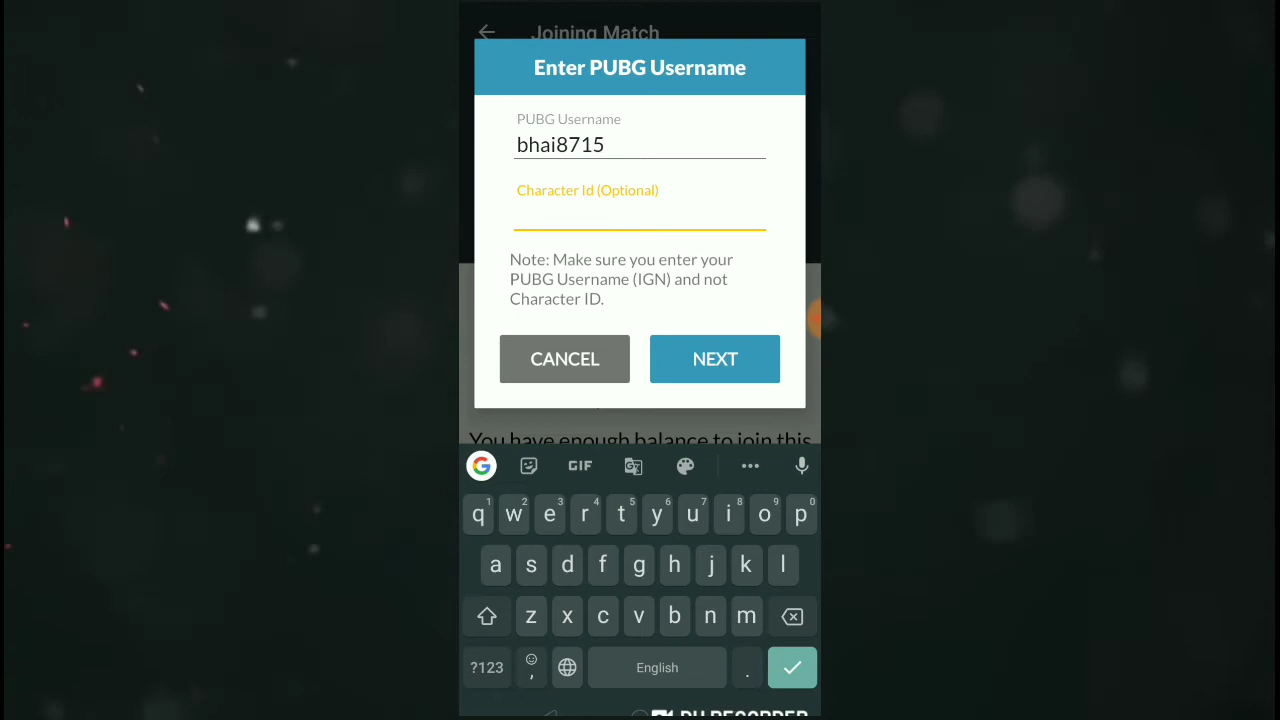 Joining Match
Enter PUBG Username
PUBG Username
bhai8715
Character Id (Optional)
Note: Make sure you enter your
PUBG Username (IGN) and not
Character ID.
CANCEL NEXT
You have enough balance to join this
G GIF G
1 2 3 4 5 6 7 8 9 0
q w e r t y u i o p
a s d f g h j k l
z x c v b n m
?123 , English .
DU RECORDER